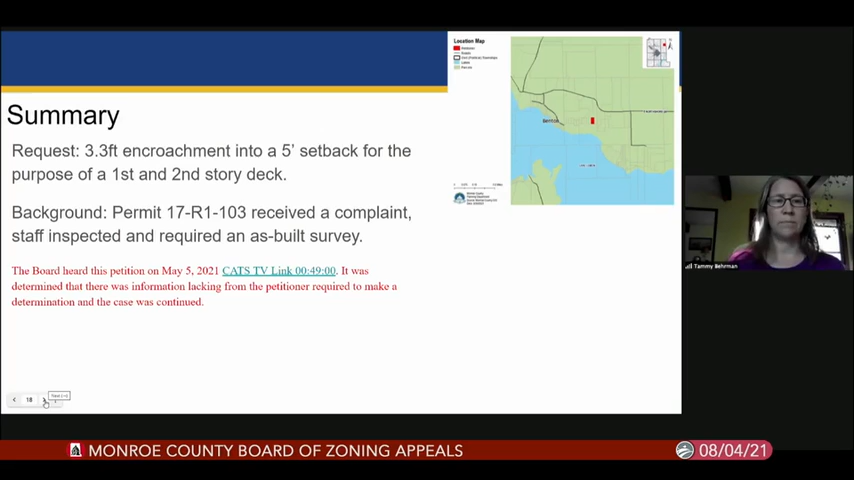 Location Map
Summary
Request: 3.3ft encroachment into a 5' setback for the
purpose of a 1st and 2nd story deck.
Background: Permit 17-R1-103 received a complaint,
staff inspected and required an as-built survey.
The Board heard this petition on May 5, 2021 CATS TV Link 00:49:00. It was
determined that there was information lacking from the petitioner required to make a
determination and the case was continued.
Benton
Tammy Behrman
18
MONROE COUNTY BOARD OF ZONING APPEALS
08/04/21